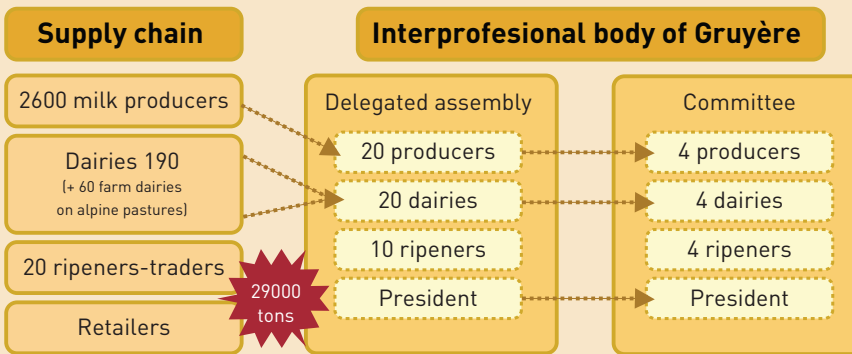 Supply chain
2600 milk producers
Dairies 190
(+ 60 farm dairies
on alpine pastures)
20 ripeners-traders
Retailers
29000
tons
Interprofesional body of Gruyère
Delegated assembly
20 producers
20 dairies
10 ripeners
President
Committee
4 producers
4 dairies
4 ripeners
President